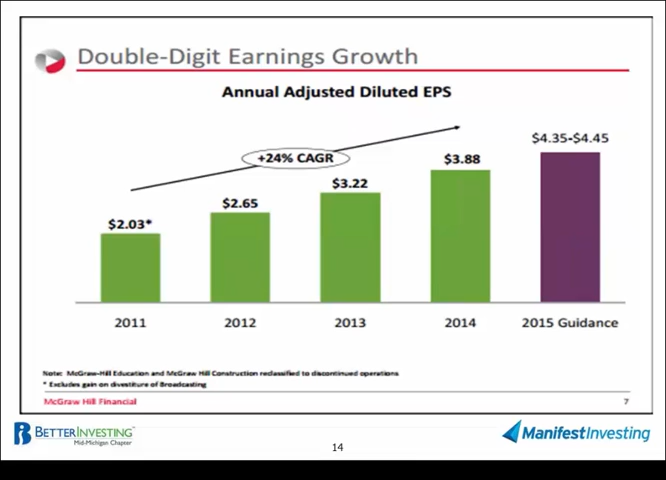 Double-Digit Earnings Growth
Annual Adjusted Diluted EPS
$4.35-$4.45
+24% CAGR
$3.88
$3.22
$2.65
$2.03*
2011 2012 2013 2014 2015 Guidance
Note: McGraw-Hill Education and McGraw Hill Construction reclassified to discontinued operations
* Excludes gain on divestiture of Broadcasting
McGraw Hill Financial 7
BETTERINVESTING™
Mid-Michigan Chapter
14
ManifestInvesting